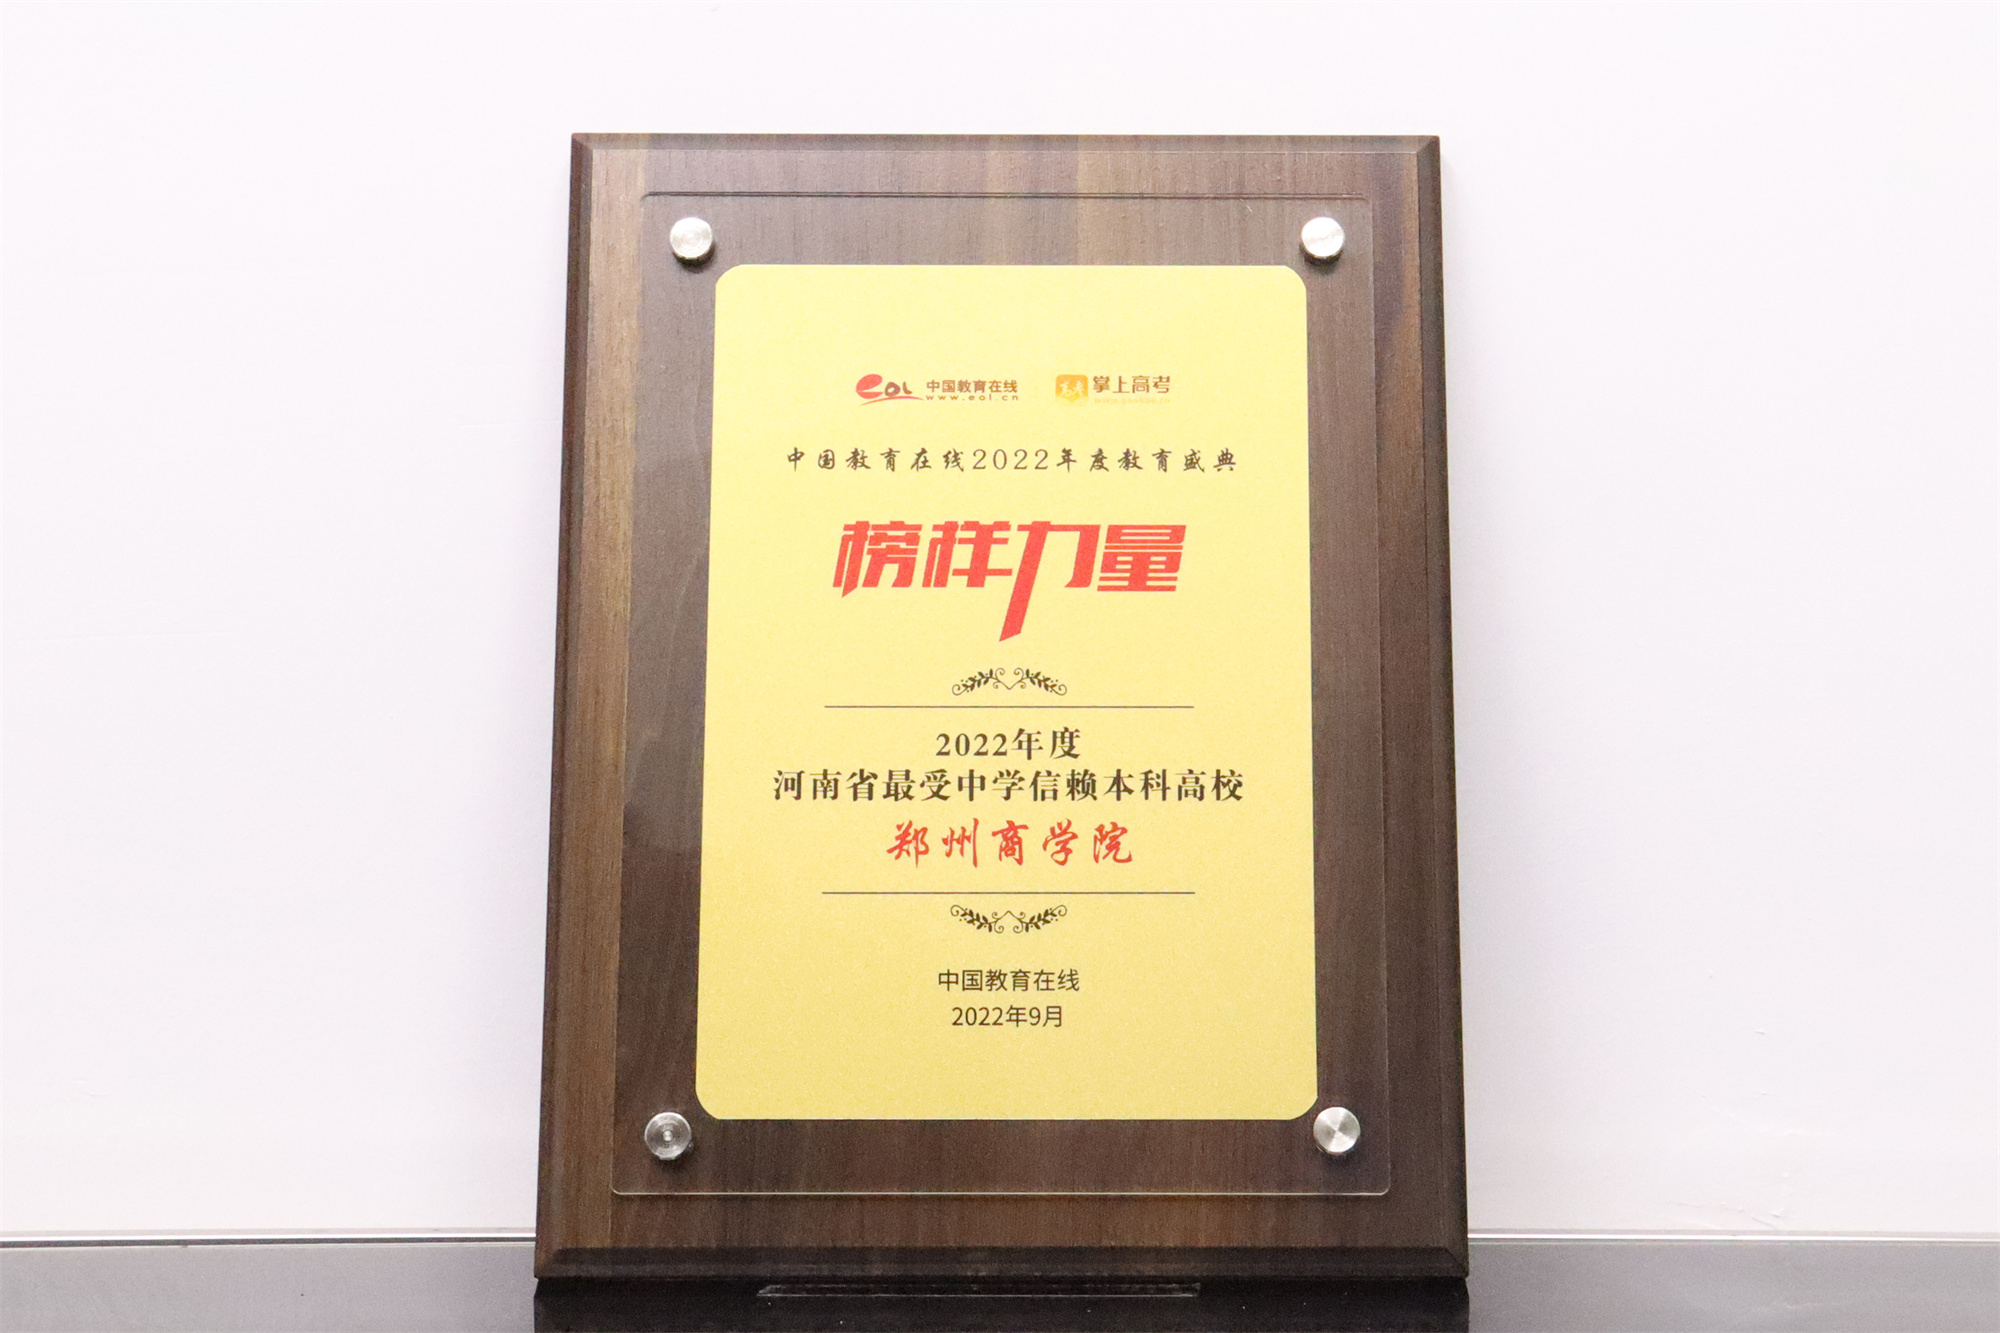 eol 中国教育在线 掌上高考
www.eol.cn
中国教育在线2022年度教育盛典
榜样力量
2022年度
河南省最受中学信赖本科高校
郑州商学院
中国教育在线
2022年9月